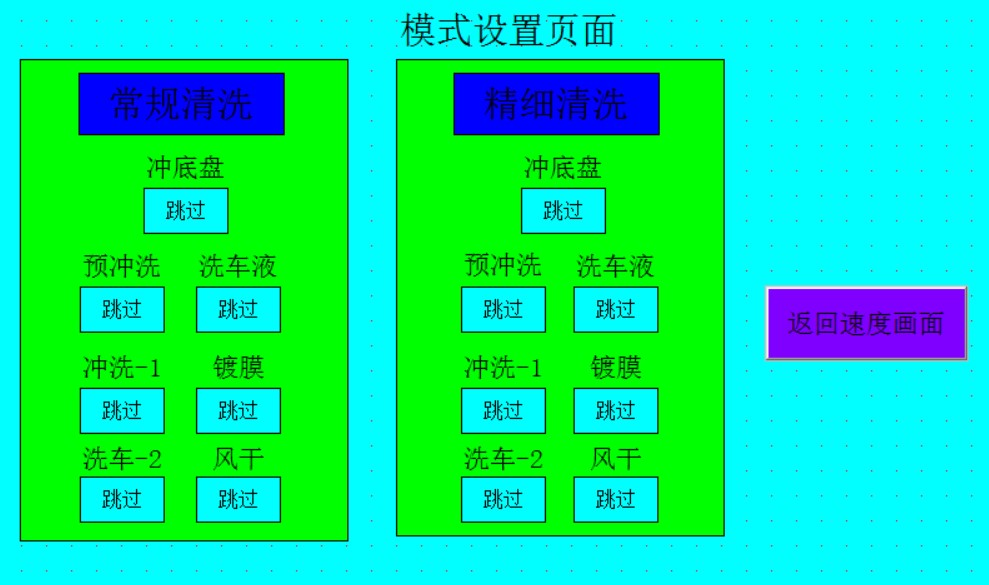 模式设置页面
常规清洗
冲底盘
跳过
预冲洗 洗车液
跳过 跳过
冲洗-1 镀膜
跳过 跳过
洗车-2 风干
跳过 跳过
精细清洗
冲底盘
跳过
预冲洗 洗车液
跳过 跳过
冲洗-1 镀膜
跳过 跳过
洗车-2 风干
跳过 跳过
返回速度画面